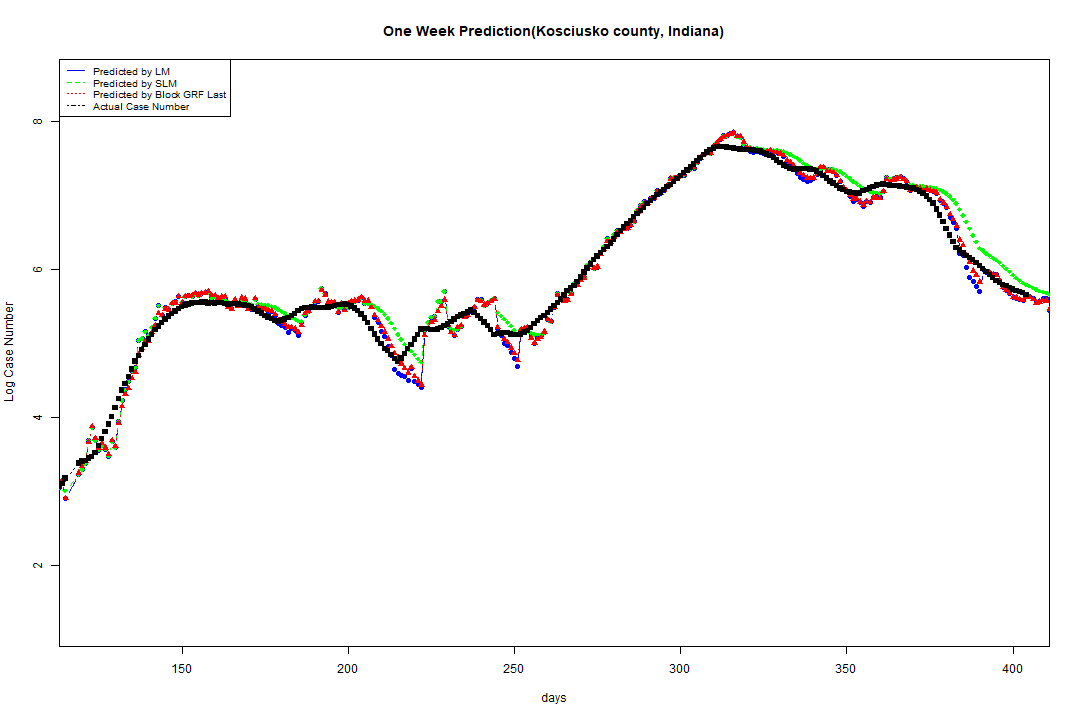 One Week Prediction(Kosciusko county, Indiana)
Predicted by LM
Predicted by SLM
Predicted by Block GRF Last
Actual Case Number
8
6
4
2
Log Case Number
150 200 250 300 350 400
days